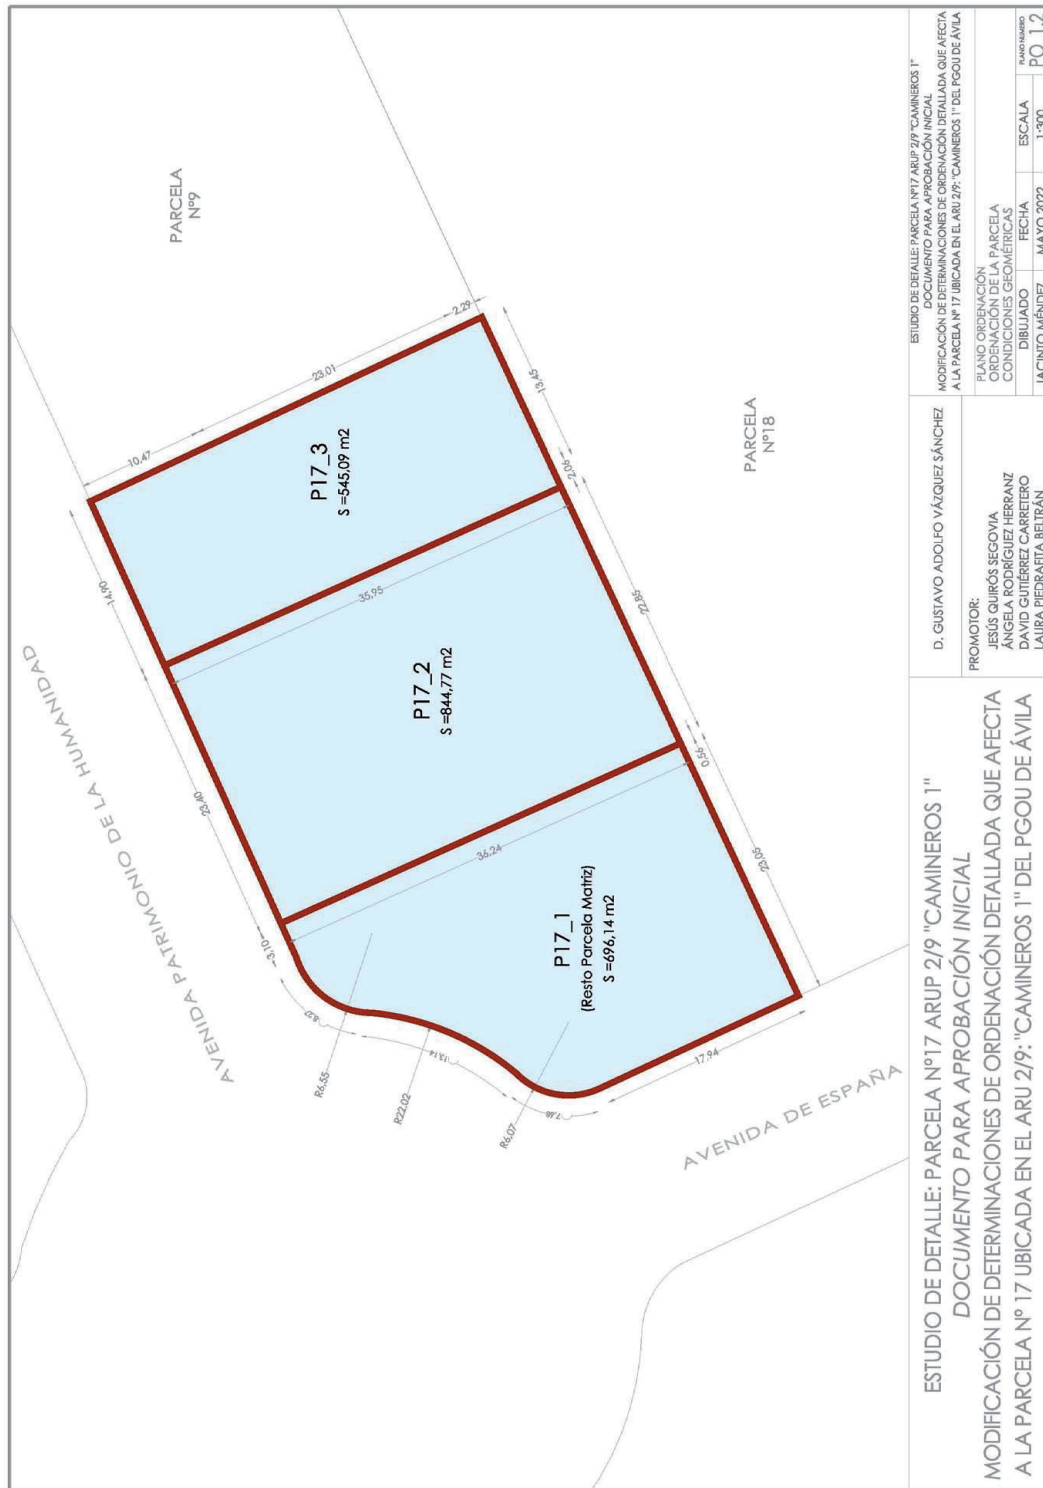 PARCELA
Nº9
AVENIDA PATRIMONIO DE LA HUMANIDAD
10,47
23,01
2,29
14,90
P17_3
S =545,09 m2
13,45
2,06
35,95
23,40
P17_2
S =844,77 m2
22,85
PARCELA
Nº18
0,56
36,24
3,10
8,27
R6,55
13,14
R22,02
7,48
R6,07
P17_1
(Resto Parcela Matriz)
S =696,14 m2
23,05
17,94
AVENIDA DE ESPAÑA
ESTUDIO DE DETALLE: PARCELA Nº17 ARUP 2/9 "CAMINEROS 1"
DOCUMENTO PARA APROBACIÓN INICIAL
MODIFICACIÓN DE DETERMINACIONES DE ORDENACIÓN DETALLADA QUE AFECTA
A LA PARCELA Nº 17 UBICADA EN EL ARU 2/9: "CAMINEROS 1" DEL PGOU DE ÁVILA
D. GUSTAVO ADOLFO VÁZQUEZ SÁNCHEZ
PROMOTOR:
JESÚS QUIRÓS SEGOVIA
ÁNGELA RODRÍGUEZ HERRANZ
DAVID GUTIÉRREZ CARRETERO
LAURA PIEDRAFITA BELTRÁN
ESTUDIO DE DETALLE: PARCELA Nº17 ARUP 2/9 "CAMINEROS 1"
DOCUMENTO PARA APROBACIÓN INICIAL
MODIFICACIÓN DE DETERMINACIONES DE ORDENACIÓN DETALLADA QUE AFECTA
A LA PARCELA Nº 17 UBICADA EN EL ARU 2/9: "CAMINEROS 1" DEL PGOU DE ÁVILA
PLANO ORDENACIÓN
ORDENACIÓN DE LA PARCELA
CONDICIONES GEOMÉTRICAS
DIBUJADO
JACINTO MÉNDEZ
FECHA
MAYO 2022
ESCALA
1:300
PLANO NUMERO
PO 1.2